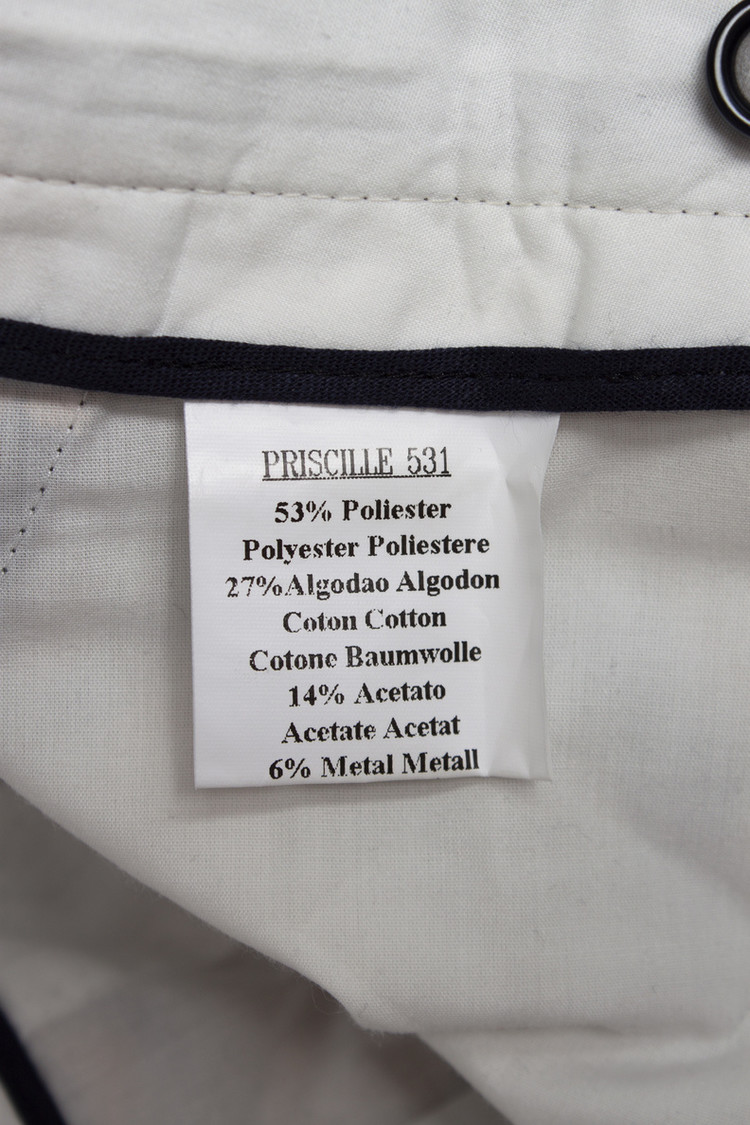 PRISCILLE 531
53% Poliester
Polyester Poliestere
27%Algodao Algodon
Coton Cotton
Cotone Baumwolle
14% Acetato
Acetate Acetat
6% Metal Metall